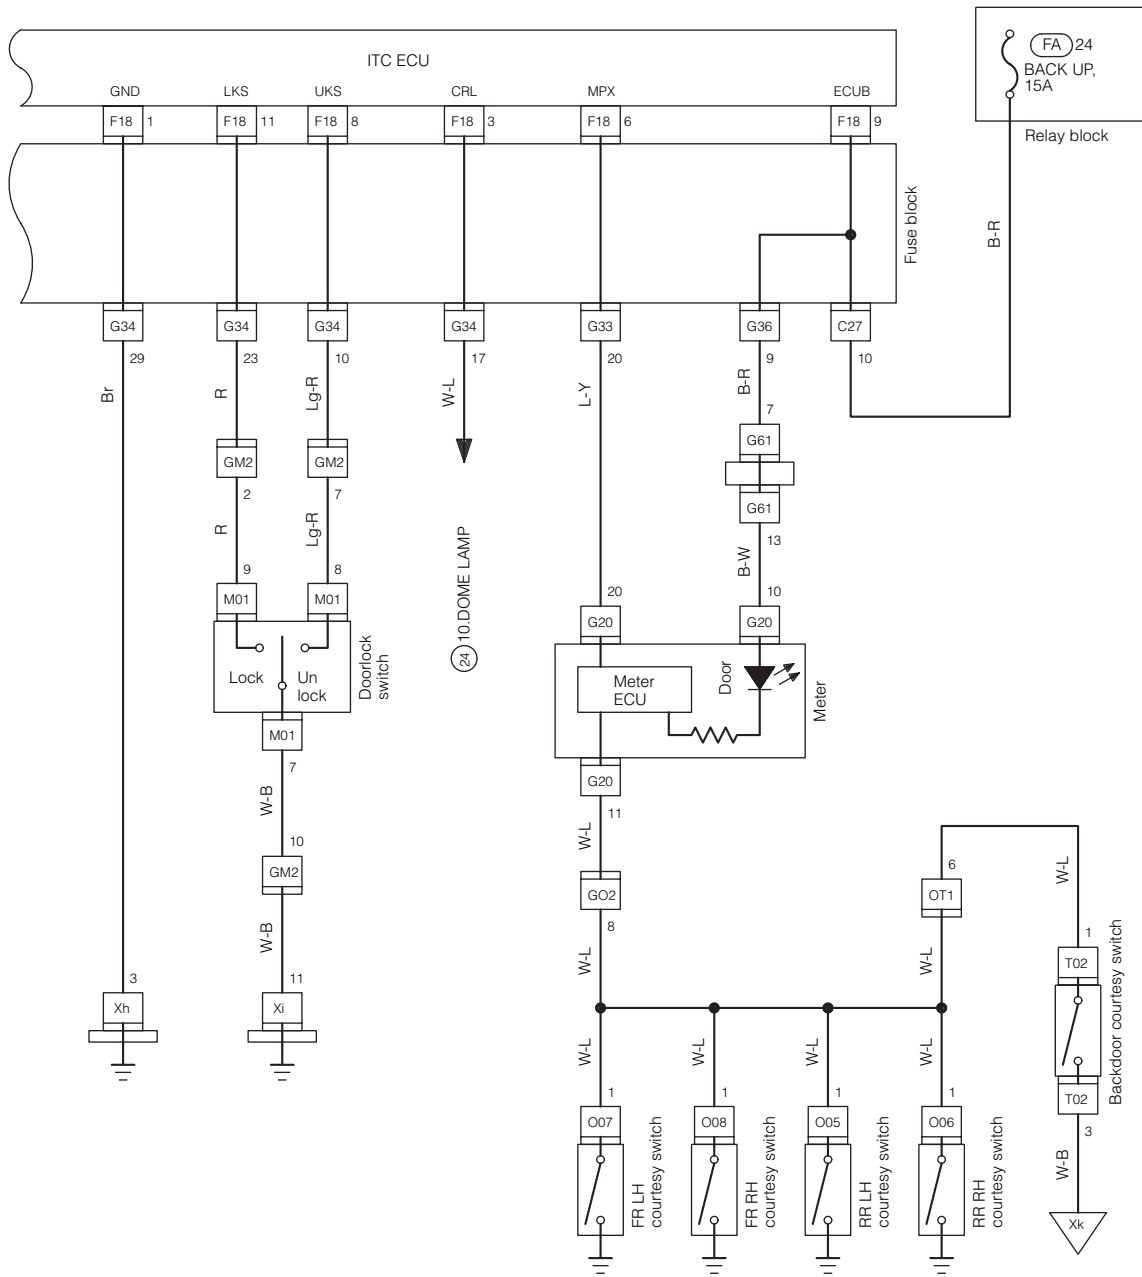 ITC ECU
FA 24
BACK UP,
15A
Relay block
GND LKS UKS CRL MPX ECUB
F18 1 F18 11 F18 8 F18 3 F18 6 F18 9
Fuse block
B-R
G34 G34 G34 G34 G33 G36 C27
29 23 10 17 20 9 10
Br R Lg-R W-L L-Y B-R
7
GM2 GM2 G61
2 7
G61
R Lg-R 13
B-W
24 10.DOME LAMP
9 8 20 10
M01 M01 G20 G20
Lock Un
lock
Doorlock
switch
Meter
ECU
Door
Meter
M01
7
G20
11
W-B W-L
10 6
GM2 GO2 OT1
8
W-L
W-B W-L W-L
1
T02
Backdoor courtesy switch
T02
3
W-B
Xk
3 11
Xh Xi
W-L W-L W-L W-L
1 1 1 1
O07 O08 O05 O06
FR LH
courtesy switch
FR RH
courtesy switch
RR LH
courtesy switch
RR RH
courtesy switch